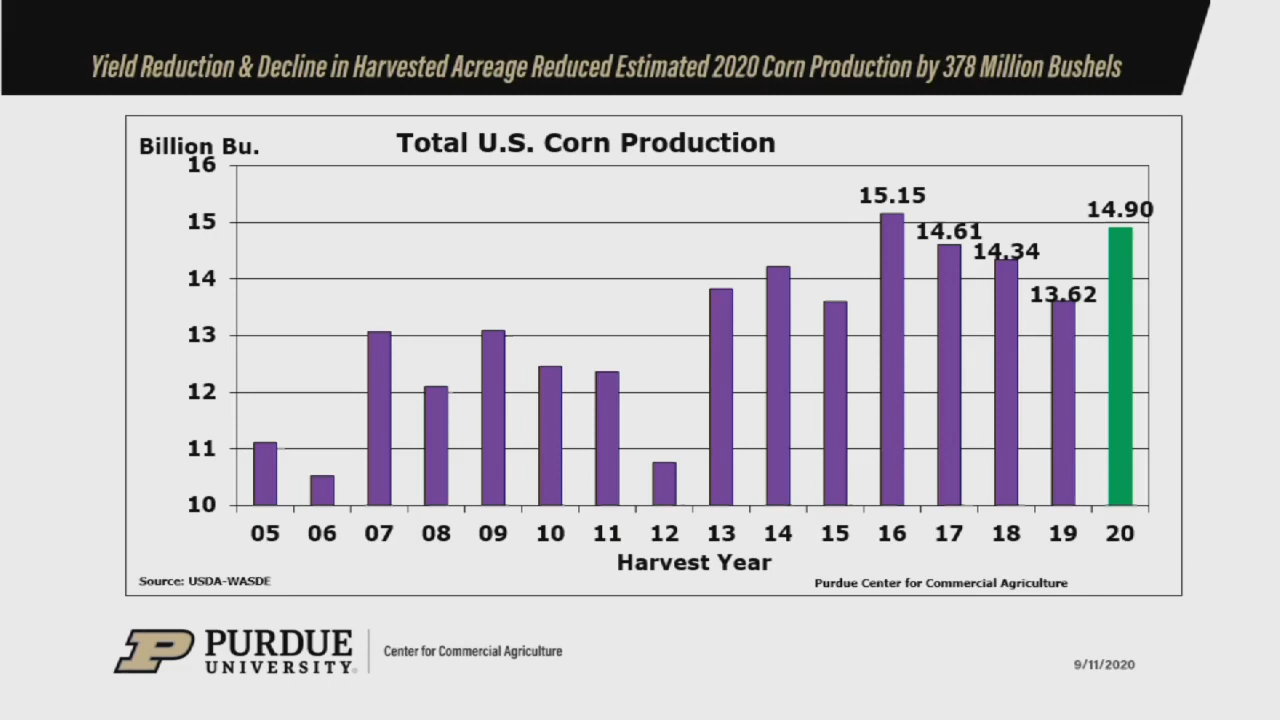 Yield Reduction & Decline in Harvested Acreage Reduced Estimated 2020 Corn Production by 378 Million Bushels
Total U.S. Corn Production
Billion Bu.
16
15
14
13
12
11
10
15.15
14.61
14.34
13.62
14.90
05 06 07 08 09 10 11 12 13 14 15 16 17 18 19 20
Harvest Year
Source: USDA-WASDE
Purdue Center for Commercial Agriculture
P PURDUE
UNIVERSITY.
Center for Commercial Agriculture
9/11/2020